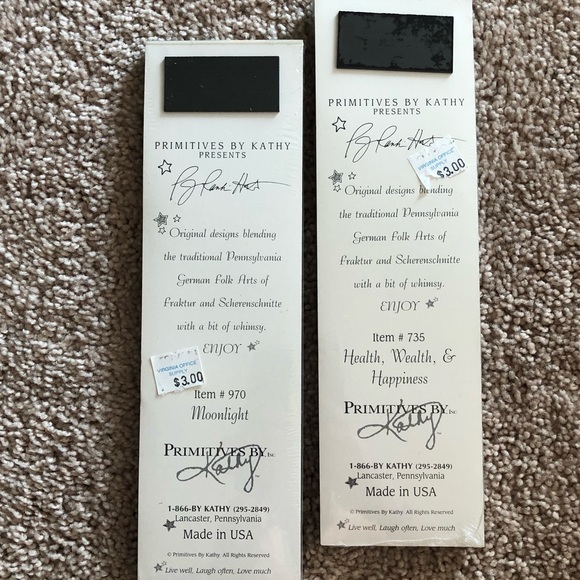 PRIMITIVES BY KATHY
PRESENTS
Original designs blending
the traditional Pennsylvania
German Folk Arts of
Fraktur and Scherenschnitte
with a bit of whimsy.
ENJOY
VIRGINIA OFFICE
SUPPLY
$3.00
Item # 970
Moonlight
PRIMITIVES BY Inc
Kathy
1-866-BY KATHY (295-2849)
Lancaster, Pennsylvania
Made in USA
© Primitives By Kathy. All Rights Reserved
Live well, Laugh often, Love much
PRIMITIVES BY KATHY
PRESENTS
VIRGINIA OFFICE
SUPPLY
$3.00
Original designs blending
the traditional Pennsylvania
German Folk Arts of
Fraktur and Scherenschnitte
with a bit of whimsy.
ENJOY
Item # 735
Health, Wealth, &
Happiness
PRIMITIVES BY Inc
Kathy
1-866-BY KATHY (295-2849)
Lancaster, Pennsylvania
Made in USA
© Primitives By Kathy. All Rights Reserved
Live well, Laugh often, Love much